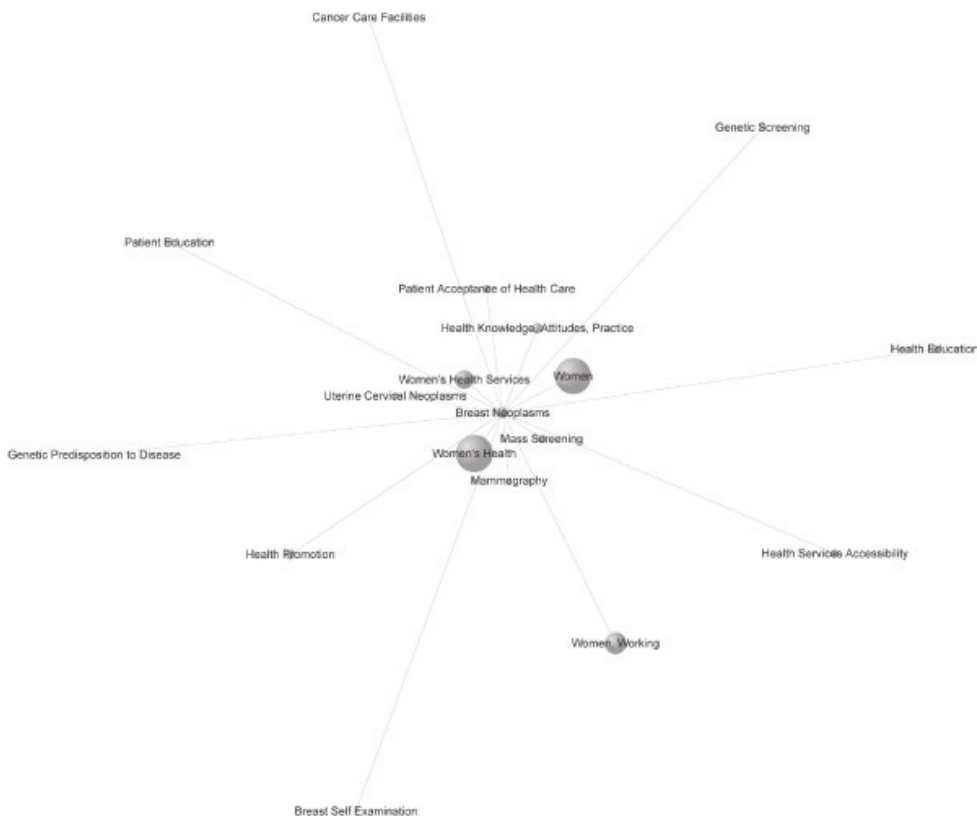 Cancer Care Facilities
Genetic Screening
Patient Education
Patient Acceptance of Health Care
Health Knowledge, Attitudes, Practice
Health Education
Women
Women's Health Services
Uterine Cervical Neoplasms
Breast Neoplasms
Mass Screening
Women's Health
Genetic Predisposition to Disease
Mammography
Health Promotion
Health Services Accessibility
Women, Working
Breast Self Examination